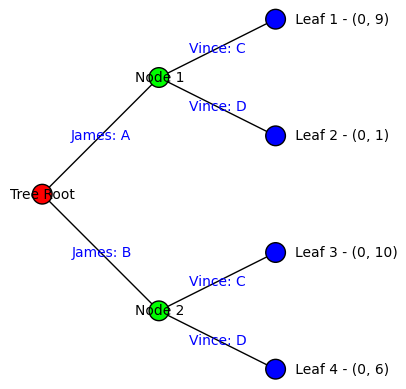 Leaf 1 - (0, 9)
Vince: C
Node 1
Vince: D
James: A
Leaf 2 - (0, 1)
Tree Root
James: B
Leaf 3 - (0, 10)
Vince: C
Node 2
Vince: D
Leaf 4 - (0, 6)